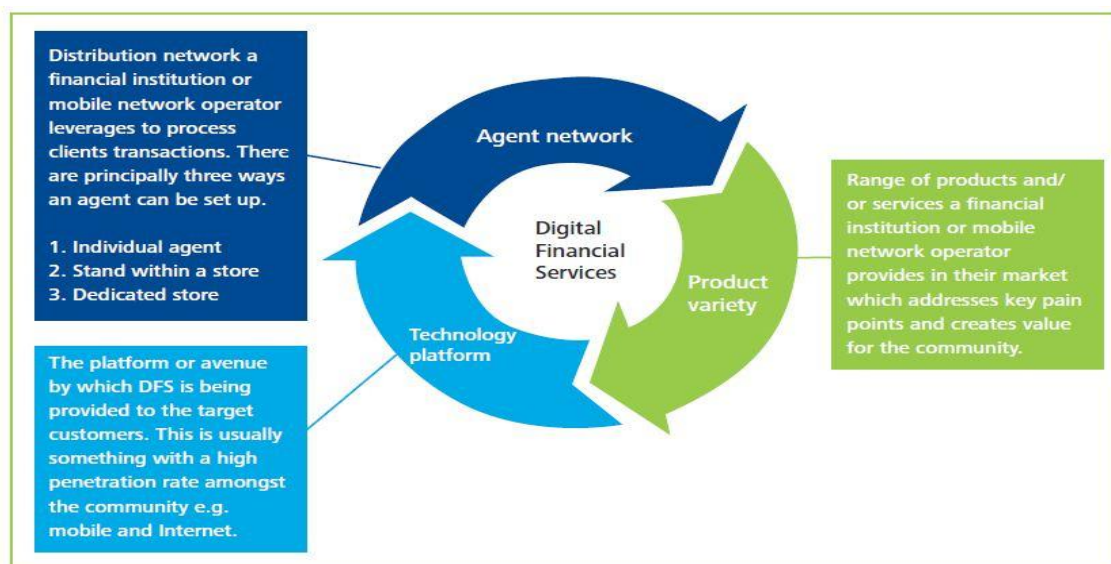 Distribution network a
financial institution or
mobile network operator
leverages to process
clients transactions. There
are principally three ways
an agent can be set up.
1. Individual agent
2. Stand within a store
3. Dedicated store
Agent network
Digital
Financial
Services
Product
variety
Technology
platform
Range of products and/
or services a financial
institution or mobile
network operator
provides in their market
which addresses key pain
points and creates value
for the community.
The platform or avenue
by which DFS is being
provided to the target
customers. This is usually
something with a high
penetration rate amongst
the community e.g.
mobile and Internet.